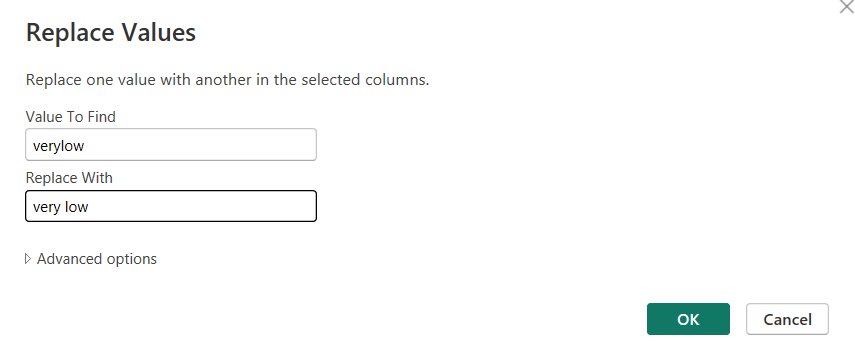 Replace Values
Replace one value with another in the selected columns.
Value To Find
verylow
Replace With
very low
Advanced options
OK Cancel